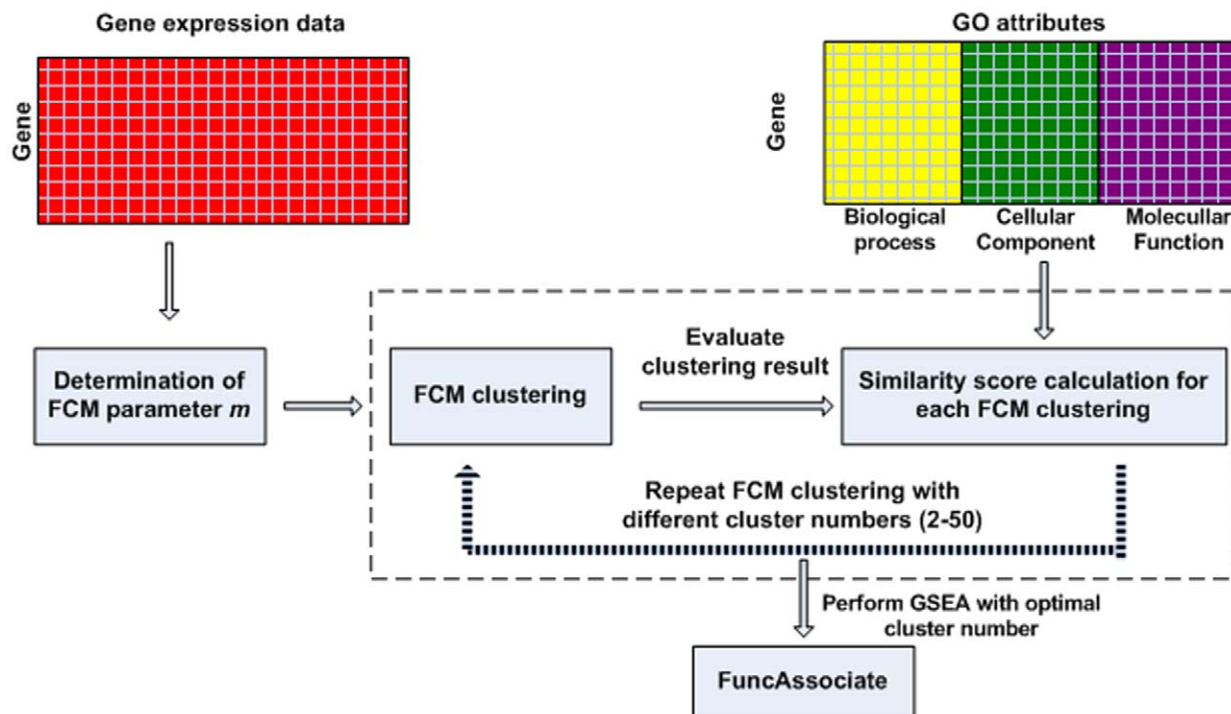 Gene expression data
Gene
GO attributes
Gene
Biological
process
Cellular
Component
Molecullar
Function
Determination of
FCM parameter m
FCM clustering
Evaluate
clustering result
Similarity score calculation for
each FCM clustering
Repeat FCM clustering with
different cluster numbers (2-50)
Perform GSEA with optimal
cluster number
FuncAssociate